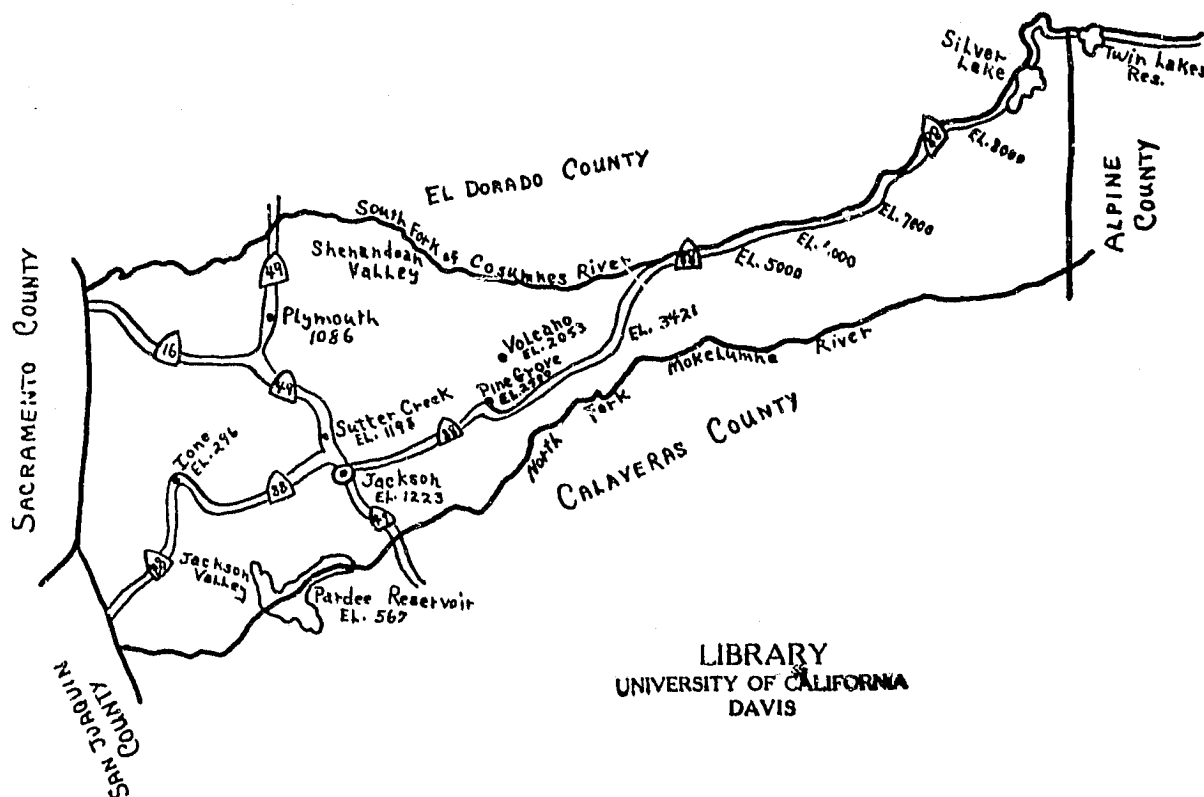 Silver
Lake
Twin Lakes
Res.
EL. 8000
88
ALPINE
COUNTY
EL DORADO COUNTY
EL. 7000
South Fork of Cosumnes River
Shenandoah
Valley
EL. 5000
SACRAMENTO COUNTY
49
Plymouth
1086
16
Volcano
EL. 2053
EL. 3421
Pine Grove
North Fork Mokelumne River
49
Sutter Creek
EL. 1198
88
CALAVERAS COUNTY
Ione
EL. 296
88
Jackson
EL. 1223
Jackson
Valley
Pardee Reservoir
EL. 567
SAN JOAQUIN
COUNTY
LIBRARY
UNIVERSITY OF CALIFORNIA
DAVIS